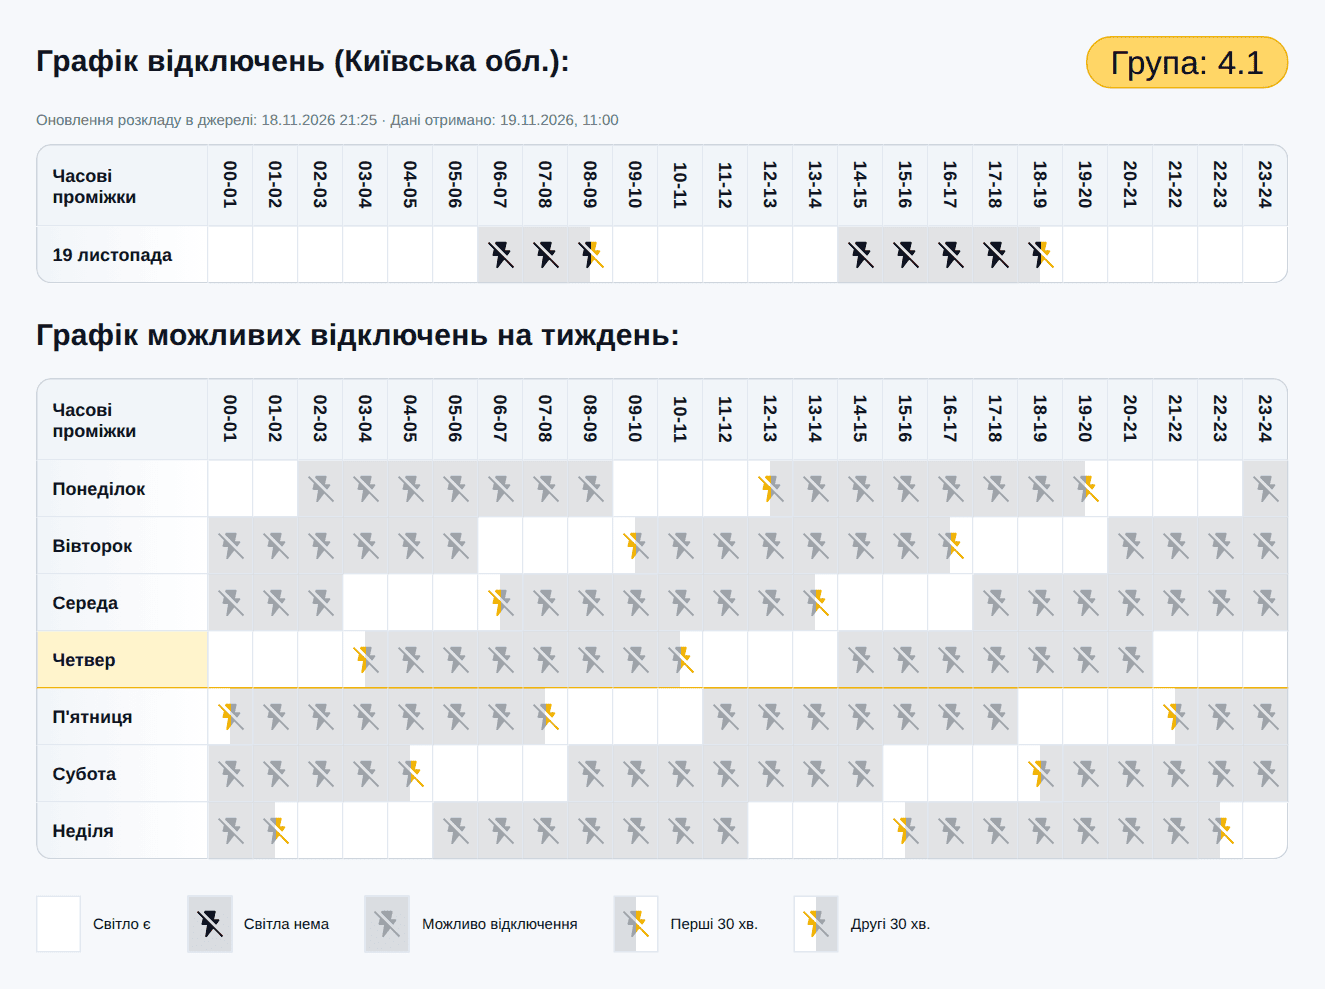 Графік відключень (Київська обл.):
Група: 4.1
Оновлення розкладу в джерелі: 18.11.2026 21:25 · Дані отримано: 19.11.2026, 11:00
Часові
проміжки
00-01 01-02 02-03 03-04 04-05 05-06 06-07 07-08 08-09 09-10 10-11 11-12 12-13 13-14 14-15 15-16 16-17 17-18 18-19 19-20 20-21 21-22 22-23 23-24
19 листопада
Графік можливих відключень на тиждень:
Часові
проміжки
00-01 01-02 02-03 03-04 04-05 05-06 06-07 07-08 08-09 09-10 10-11 11-12 12-13 13-14 14-15 15-16 16-17 17-18 18-19 19-20 20-21 21-22 22-23 23-24
Понеділок
Вівторок
Середа
Четвер
П'ятниця
Субота
Неділя
Світло є
Світла нема
Можливо відключення
Перші 30 хв.
Другі 30 хв.